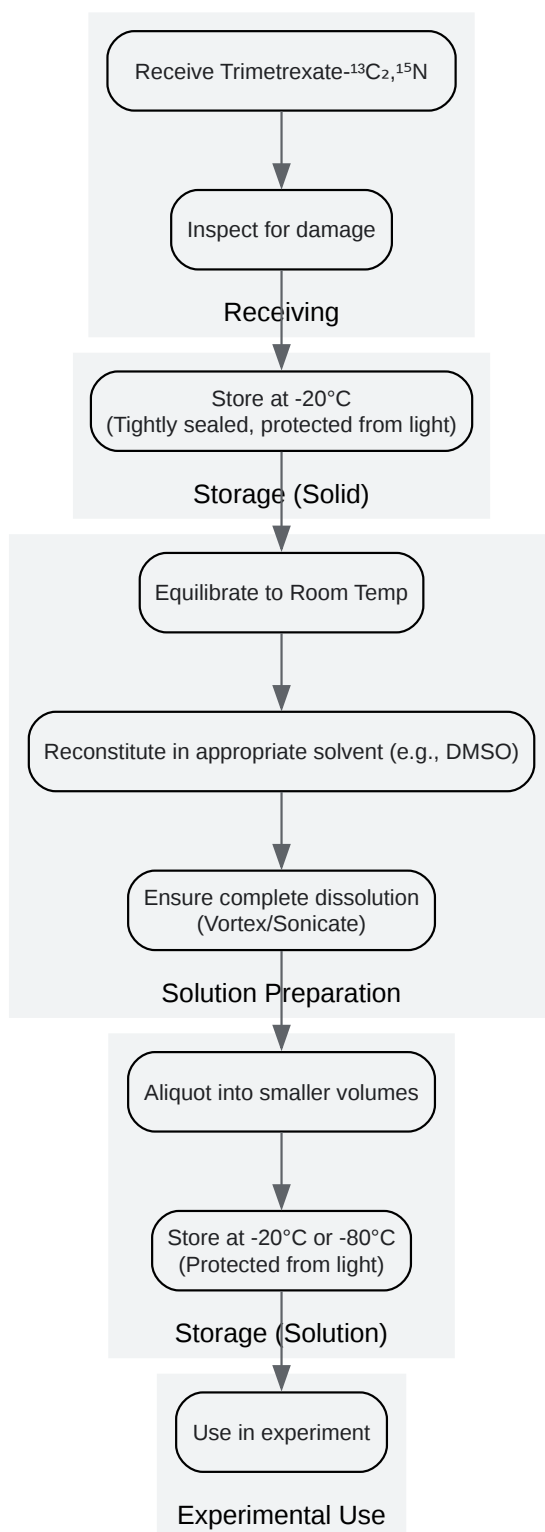 Receive Trimetrexate-¹³C₂,¹⁵N
Inspect for damage
Receiving
Store at -20°C
(Tightly sealed, protected from light)
Storage (Solid)
Equilibrate to Room Temp
Reconstitute in appropriate solvent (e.g., DMSO)
Ensure complete dissolution
(Vortex/Sonicate)
Solution Preparation
Aliquot into smaller volumes
Store at -20°C or -80°C
(Protected from light)
Storage (Solution)
Use in experiment
Experimental Use